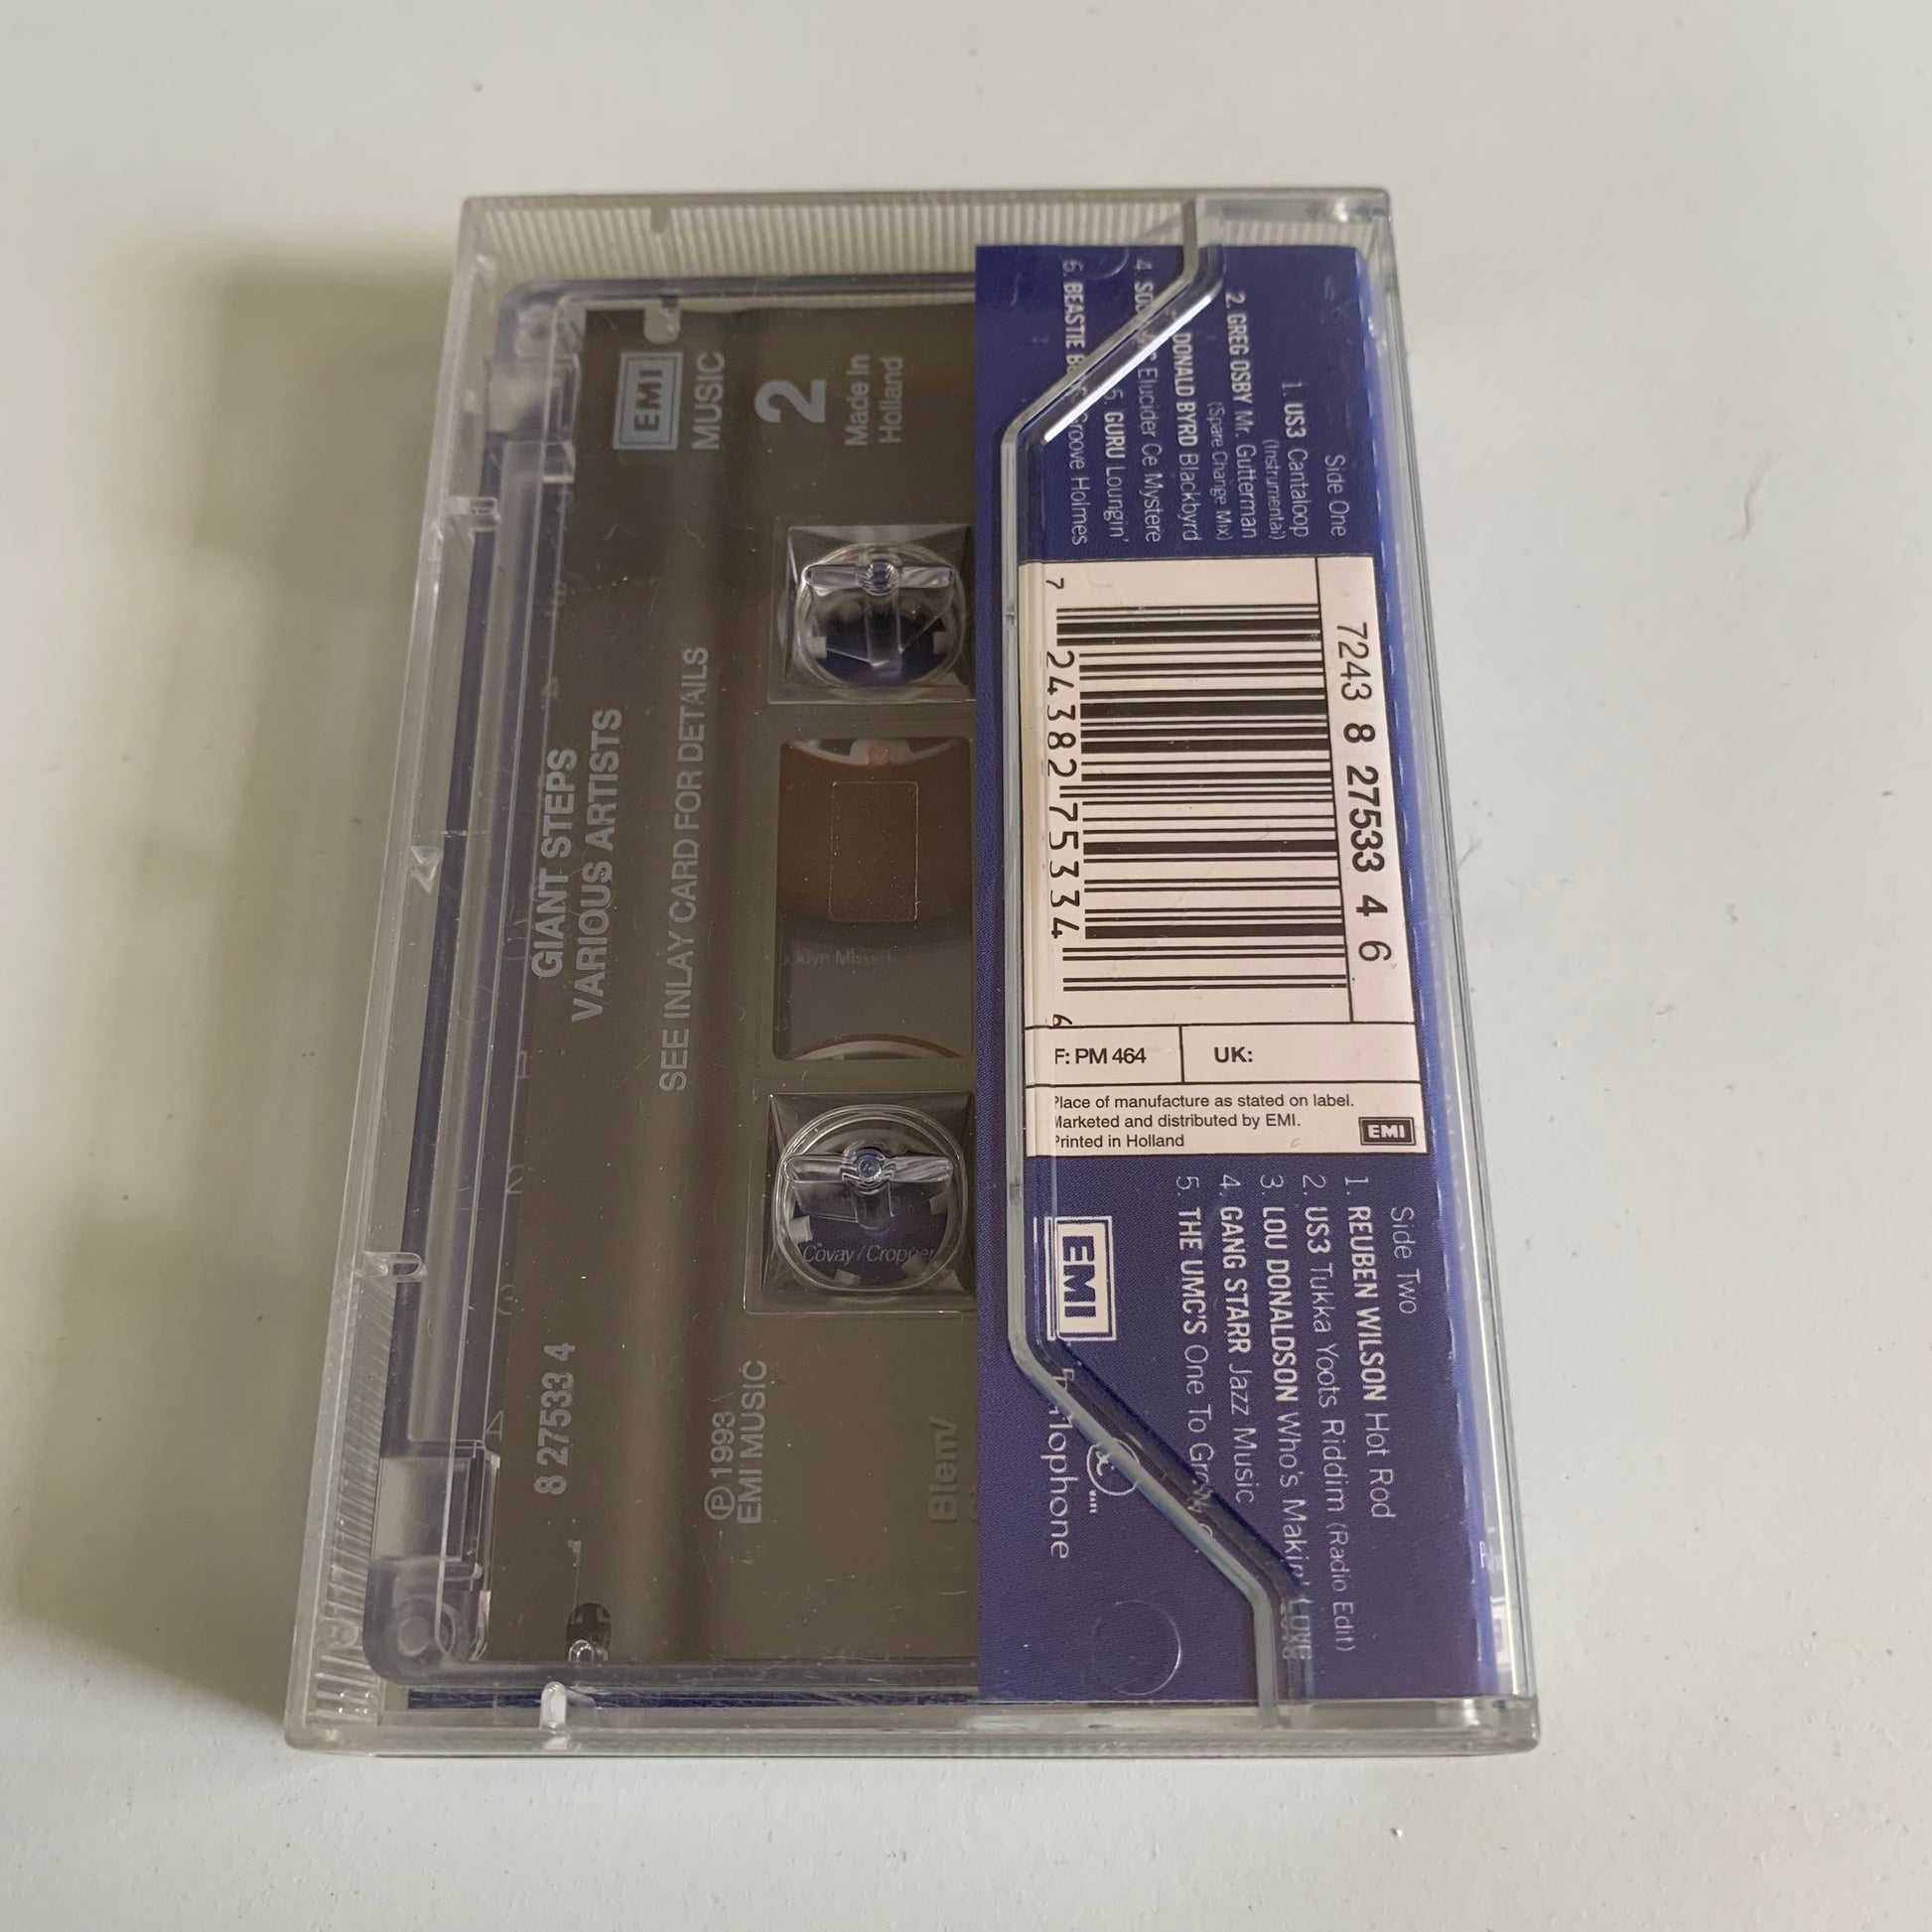 EMI
MUSIC
2
Made In
Holland
GIANT STEPS
VARIOUS ARTISTS
SEE INLAY CARD FOR DETAILS
8 27533 4
℗ 1993
EMI MUSIC
Blem/
Covay / Cropper
Side One
1. US3 Cantaloop
(Instrumental)
2. GREG OSBY Mr. Gutterman
(Spare Change Mix)
DONALD BYRD Blackbyrd
4. Elucider Ce Mystere
5. GURU Loungin'
6. BEASTIE Groove Holmes
7243 8 27533 4 6
7 24382 75334 6
F: PM 464
UK:
Place of manufacture as stated on label.
Marketed and distributed by EMI.
Printed in Holland
EMI
Side Two
1. REUBEN WILSON Hot Rod
2. US3 Tukka Yoots Riddim (Radio Edit)
3. LOU DONALDSON Who's Makin' Love
4. GANG STARR Jazz Music
5. THE UMC'S One To Grow
EMI
Parlophone